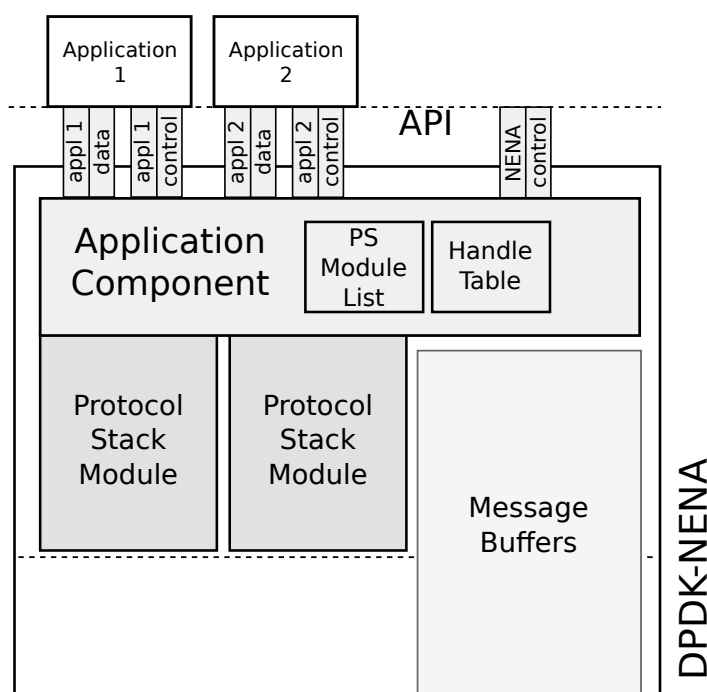 Application
1
Application
2
appl 1
data
appl 1
control
appl 2
data
appl 2
control
API
NENA
control
Application
Component
PS
Module
List
Handle
Table
Protocol
Stack
Module
Protocol
Stack
Module
Message
Buffers
DPDK-NENA